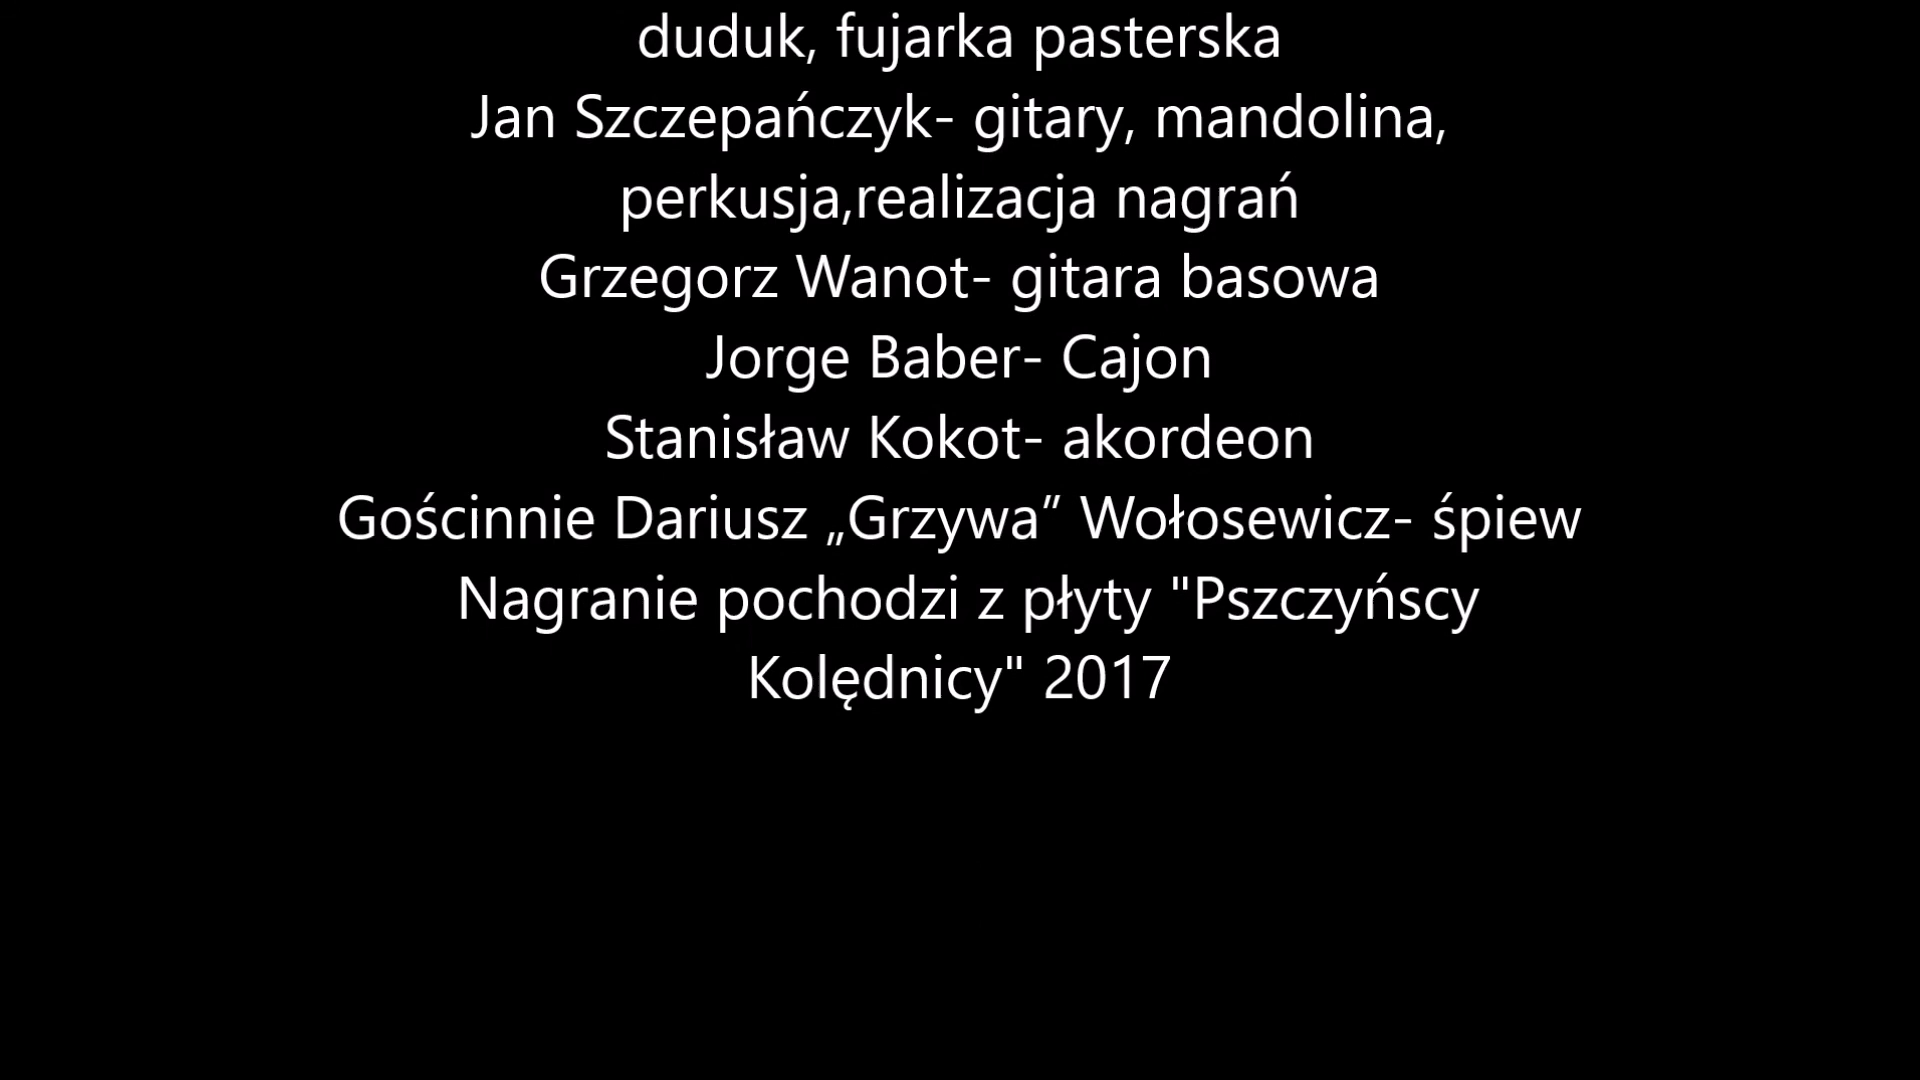 duduk, fujarka pasterska
Jan Szczepańczyk- gitary, mandolina,
perkusja,realizacja nagrań
Grzegorz Wanot- gitara basowa
Jorge Baber- Cajon
Stanisław Kokot- akordeon
Gościnnie Dariusz „Grzywa” Wołosewicz- śpiew
Nagranie pochodzi z płyty "Pszczyńscy
Kolędnicy" 2017